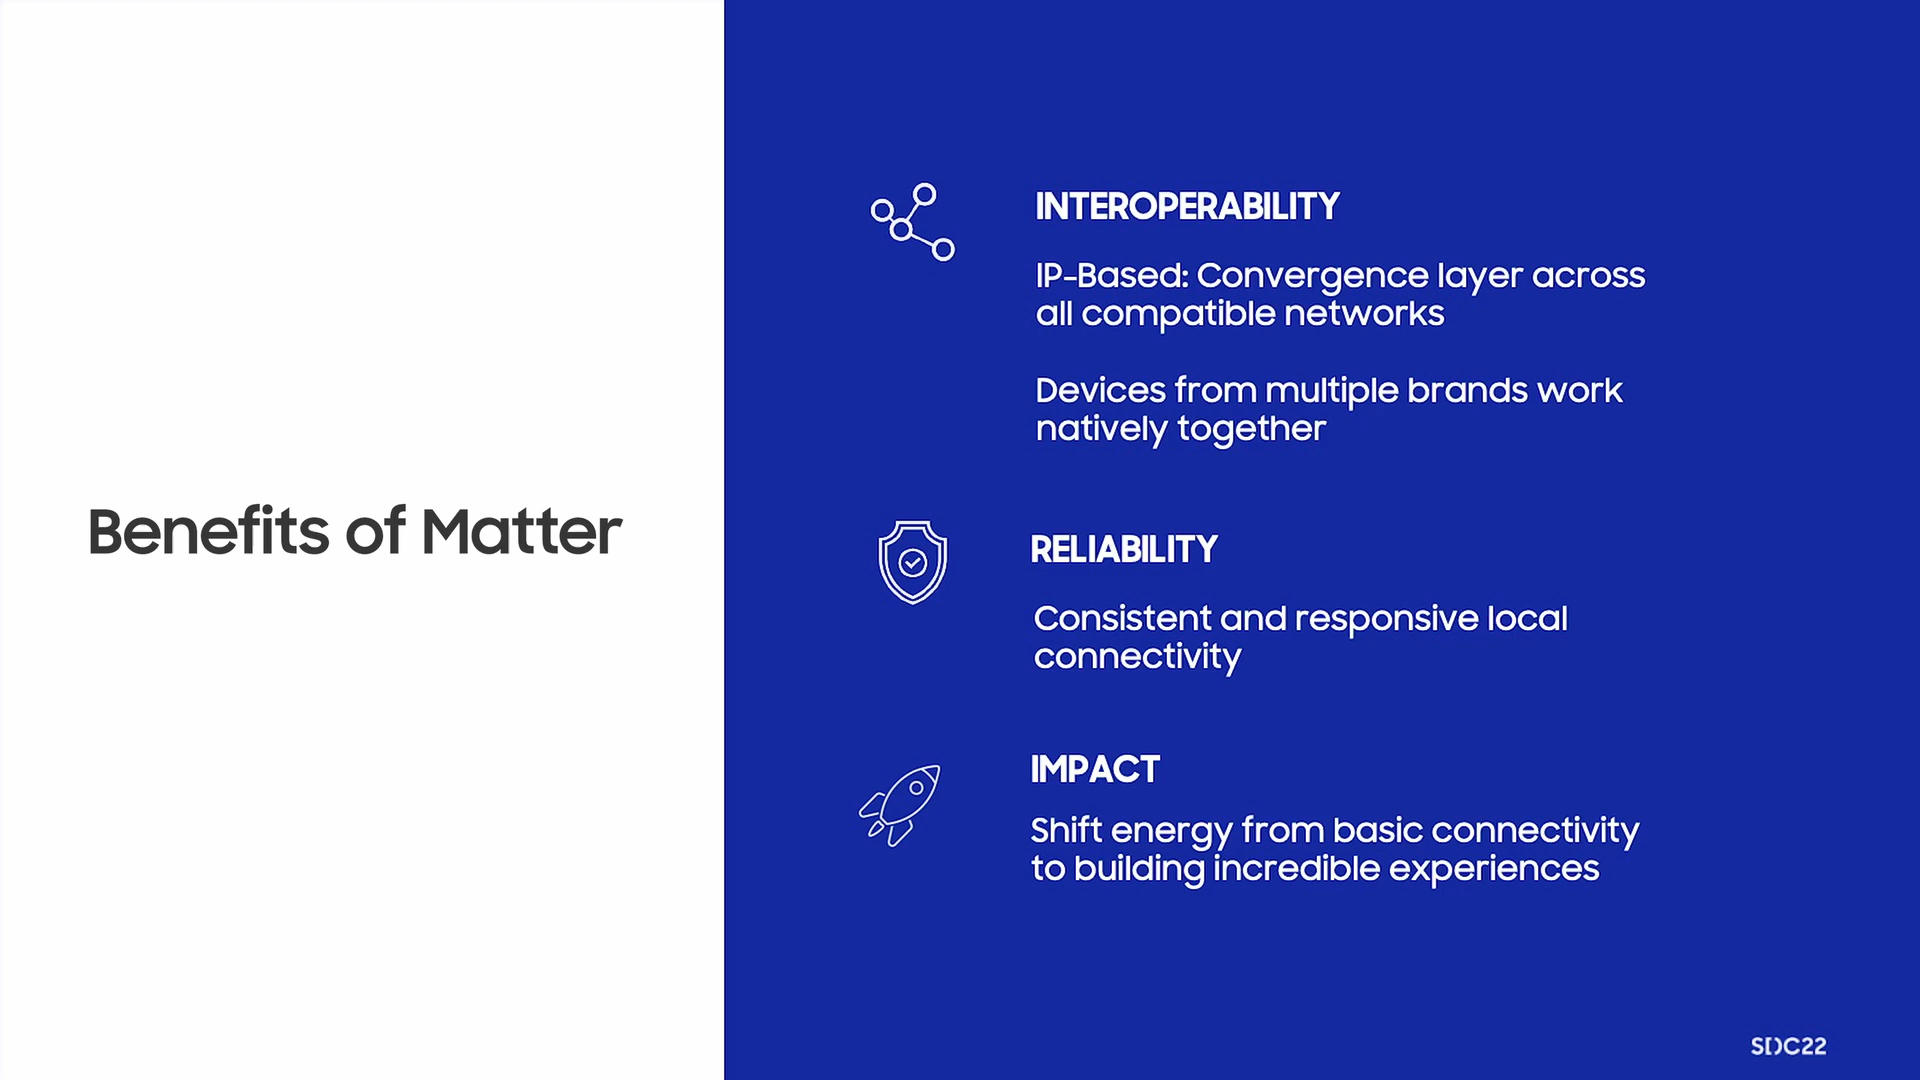 Benefits of Matter
INTEROPERABILITY
IP-Based: Convergence layer across
all compatible networks
Devices from multiple brands work
natively together
RELIABILITY
Consistent and responsive local
connectivity
IMPACT
Shift energy from basic connectivity
to building incredible experiences
SDC22